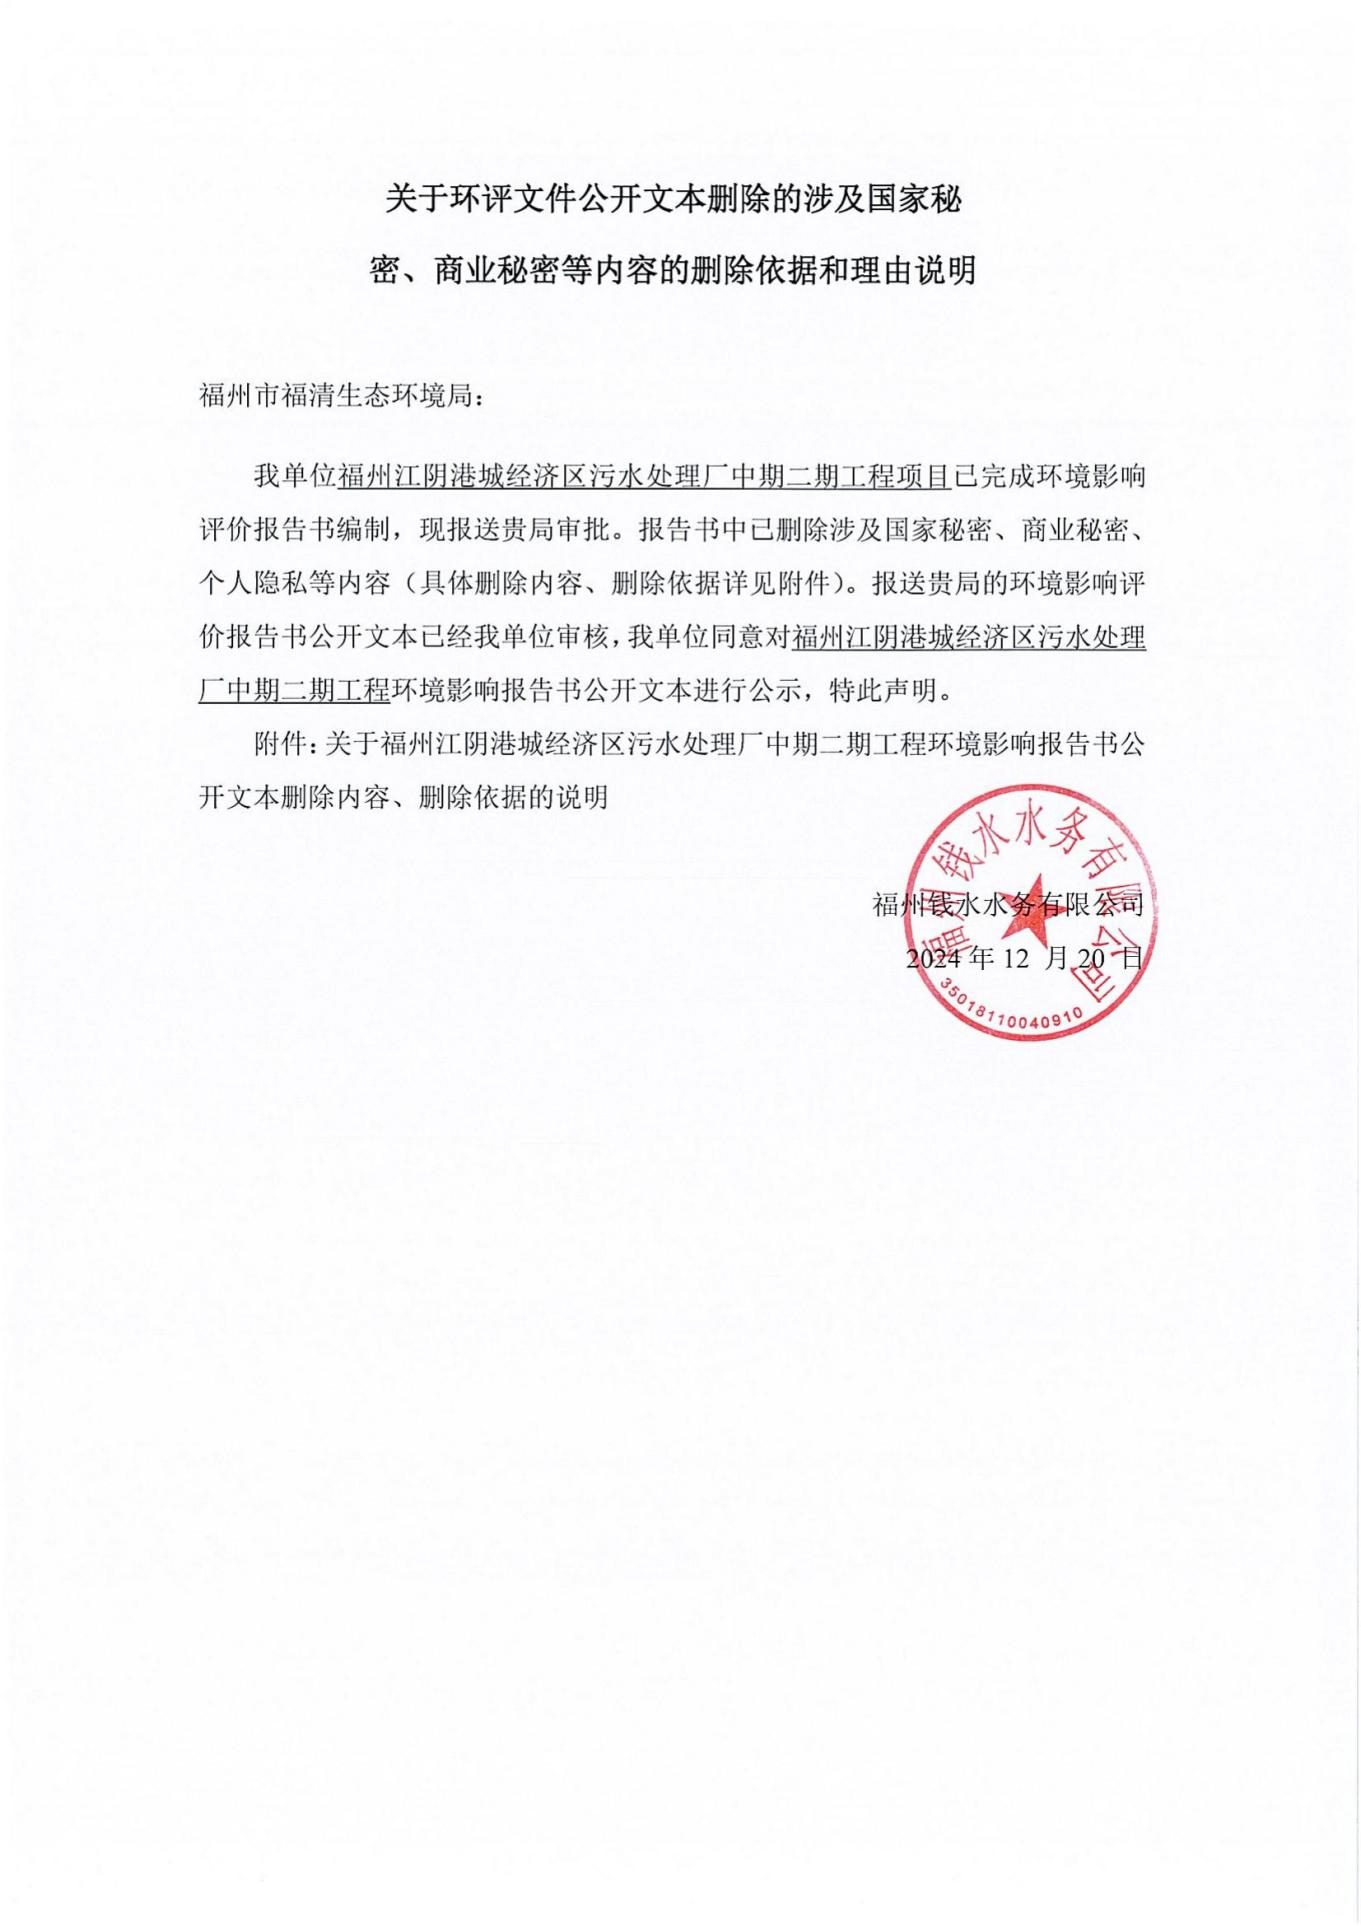 关于环评文件公开文本删除的涉及国家秘
密、商业秘密等内容的删除依据和理由说明
福州市福清生态环境局：
我单位福州江阴港城经济区污水处理厂中期二期工程项目已完成环境影响
评价报告书编制，现报送贵局审批。报告书中已删除涉及国家秘密、商业秘密、
个人隐私等内容（具体删除内容、删除依据详见附件）。报送贵局的环境影响评
价报告书公开文本已经我单位审核，我单位同意对福州江阴港城经济区污水处理
厂中期二期工程环境影响报告书公开文本进行公示，特此声明。
附件：关于福州江阴港城经济区污水处理厂中期二期工程环境影响报告书公
开文本删除内容、删除依据的说明
福州钱水水务有限公司
2024 年 12 月 20 日
福州钱水水务有限公司
35018110040910